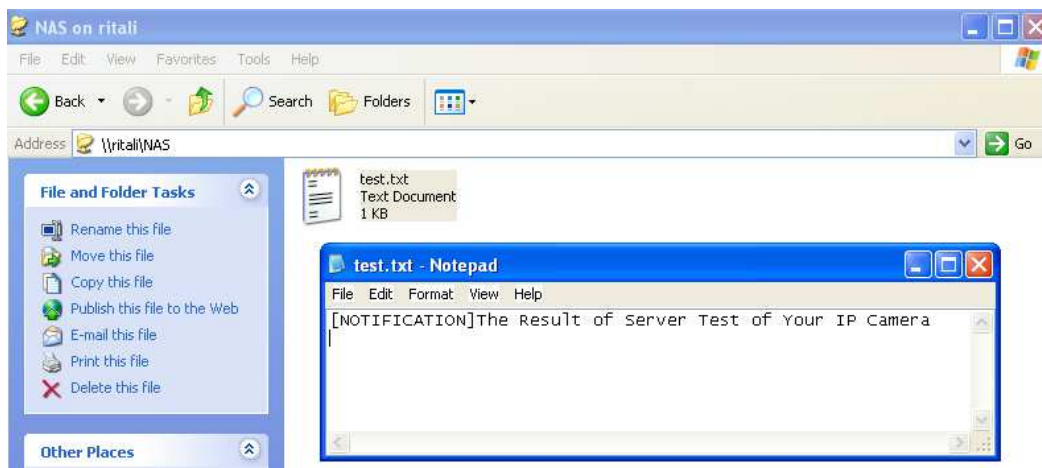 NAS on ritali
File Edit View Favorites Tools Help
Back Search Folders
Address \\ritali\NAS Go
File and Folder Tasks
Rename this file
Move this file
Copy this file
Publish this file to the Web
E-mail this file
Print this file
Delete this file
Other Places
test.txt
Text Document
1 KB
test.txt - Notepad
File Edit Format View Help
[NOTIFICATION]The Result of Server Test of Your IP Camera